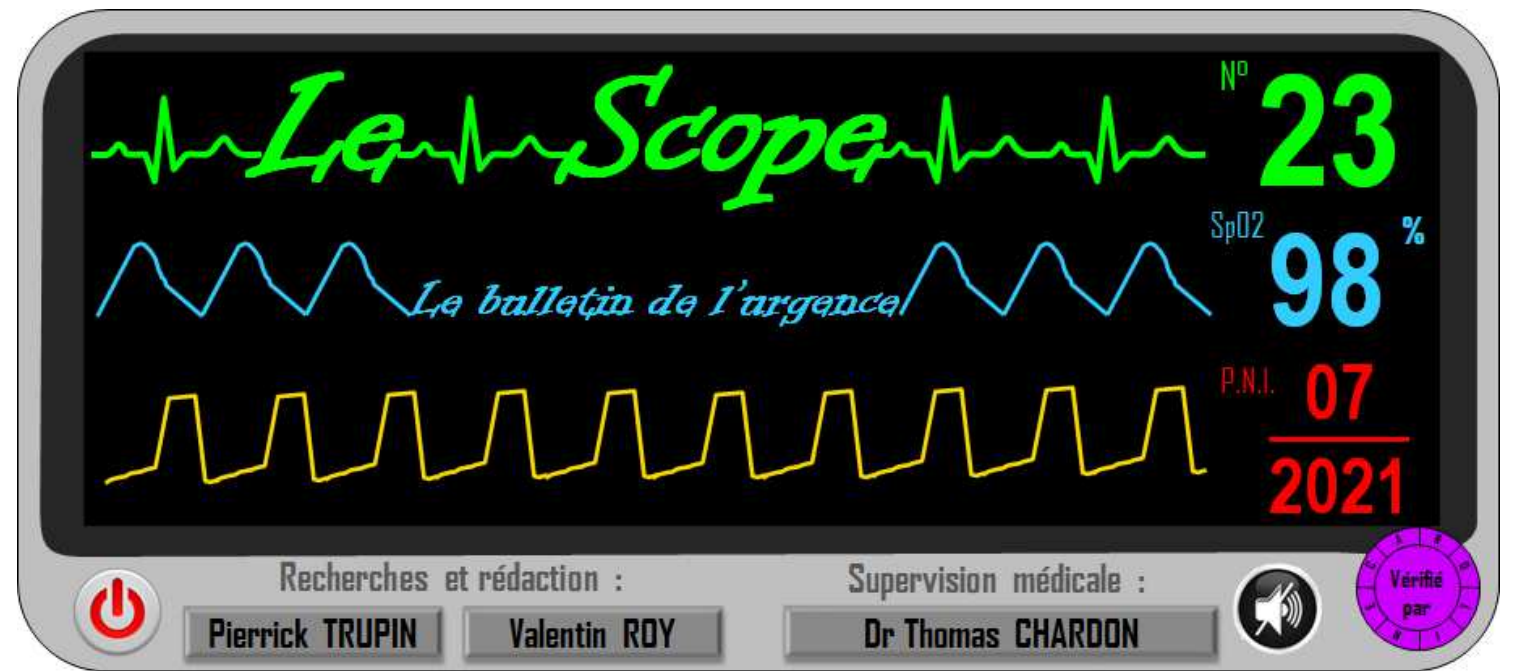 Le Scope
N° 23
SpO2 98 %
Le bulletin de l'urgence
P.N.I. 07
2021
Recherches et rédaction :
Supervision médicale :
Pierrick TRUPIN
Valentin ROY
Dr Thomas CHARDON
Vérifié
par